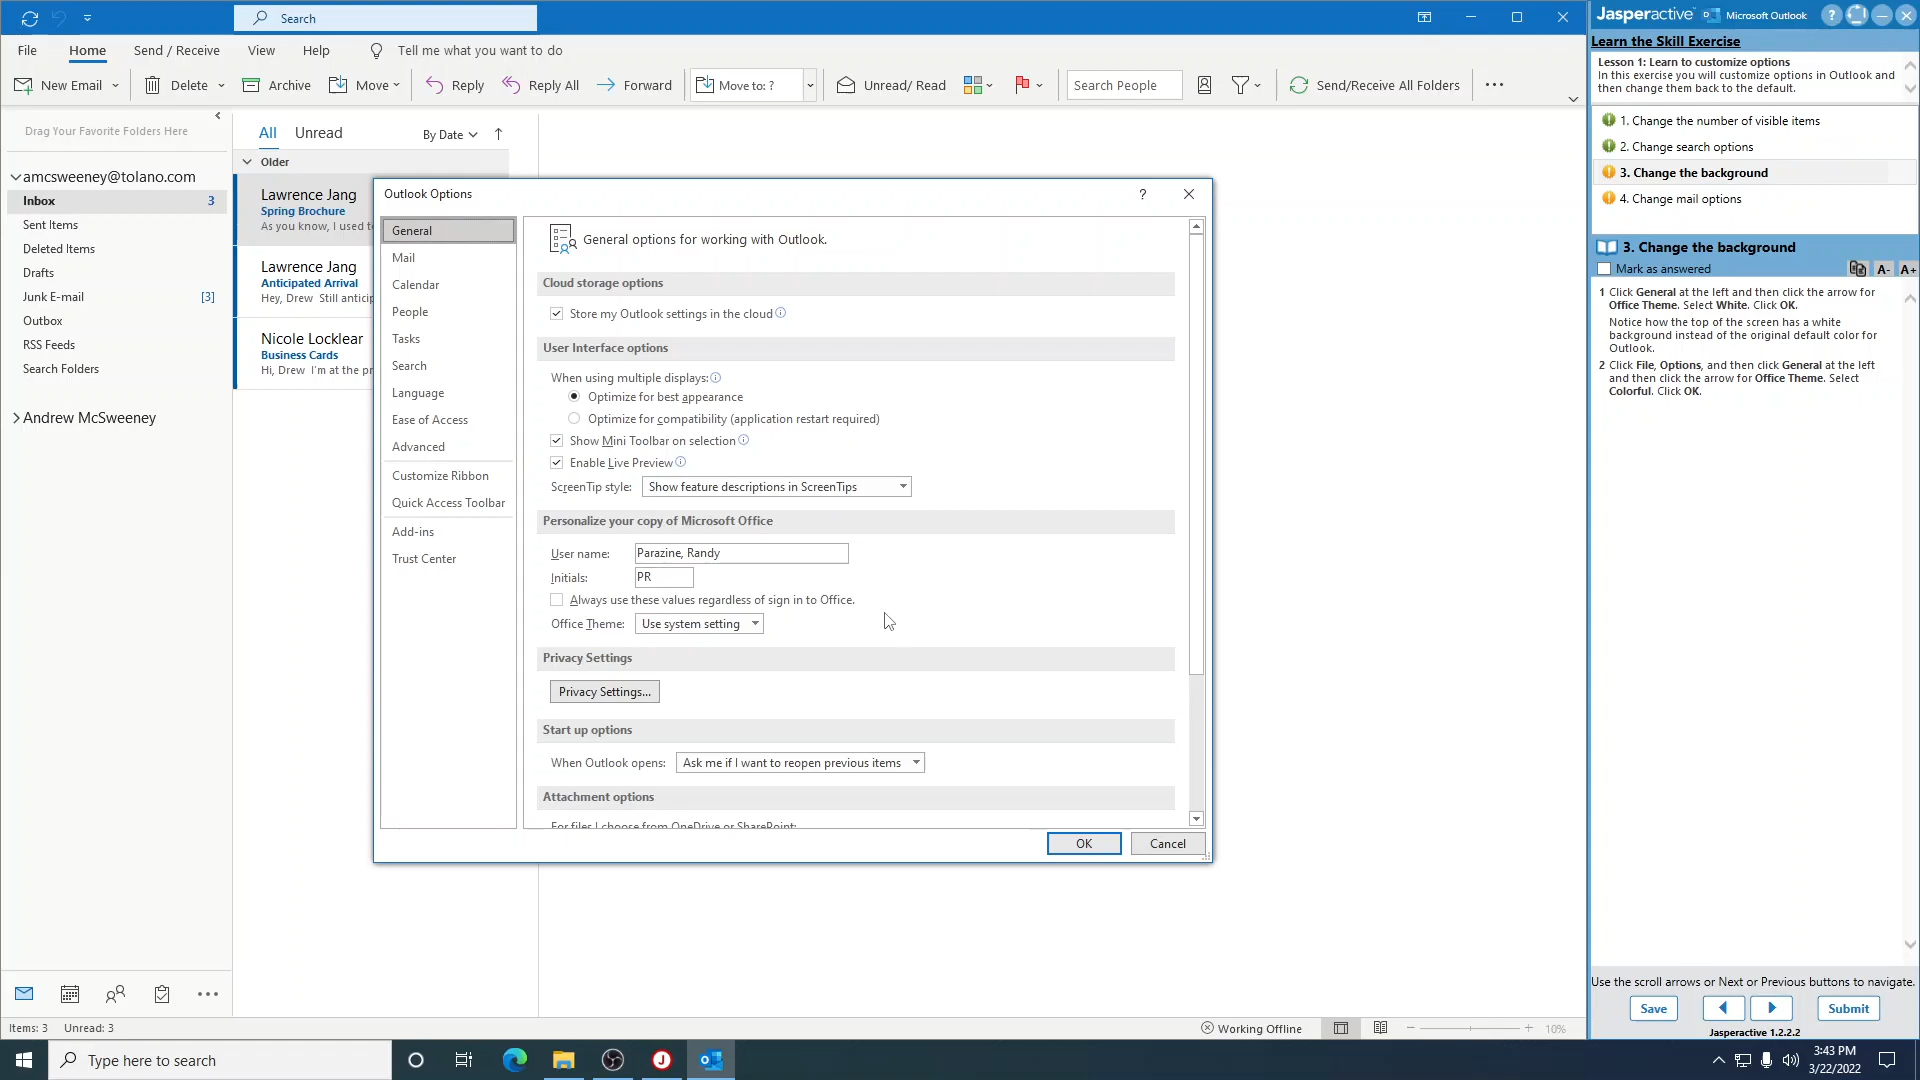 Search
File
Home
Send / Receive
View
Help
Tell me what you want to do
New Email
Delete
Archive
Move
Reply
Reply All
Forward
Move to: ?
Unread/ Read
Search People
Send/Receive All Folders
Drag Your Favorite Folders Here
amcsweeney@tolano.com
Inbox 3
Sent Items
Deleted Items
Drafts
Junk E-mail [3]
Outbox
RSS Feeds
Search Folders
Andrew McSweeney
All Unread By Date
Older
Lawrence Jang
Spring Brochure
As you know, I used
Lawrence Jang
Anticipated Arrival
Hey, Drew Still
Nicole Locklear
Business Cards
Hi, Drew I'm at the
Outlook Options
?
General
Mail
Calendar
People
Tasks
Search
Language
Ease of Access
Advanced
Customize Ribbon
Quick Access Toolbar
Add-ins
Trust Center
General options for working with Outlook.
Cloud storage options
Store my Outlook settings in the cloud
User Interface options
When using multiple displays:
Optimize for best appearance
Optimize for compatibility (application restart required)
Show Mini Toolbar on selection
Enable Live Preview
ScreenTip style: Show feature descriptions in ScreenTips
Personalize your copy of Microsoft Office
User name: Parazine, Randy
Initials: PR
Always use these values regardless of sign in to Office.
Office Theme: Use system setting
Privacy Settings
Privacy Settings...
Start up options
When Outlook opens: Ask me if I want to reopen previous items
Attachment options
For files I choose from OneDrive or SharePoint:
OK
Cancel
Items: 3 Unread: 3
Working Offline
10%
Jasperactive Microsoft Outlook ?
Learn the Skill Exercise
Lesson 1: Learn to customize options
In this exercise you will customize options in Outlook and
then change them back to the default.
1. Change the number of visible items
2. Change search options
3. Change the background
4. Change mail options
3. Change the background
Mark as answered
A- A+
1 Click General at the left and then click the arrow for
Office Theme. Select White. Click OK.
Notice how the top of the screen has a white
background instead of the original default color for
Outlook.
2 Click File, Options, and then click General at the left
and then click the arrow for Office Theme. Select
Colorful. Click OK.
Use the scroll arrows or Next or Previous buttons to navigate.
Save
Submit
Jasperactive 1.2.2.2
Type here to search
J
3:43 PM
3/22/2022